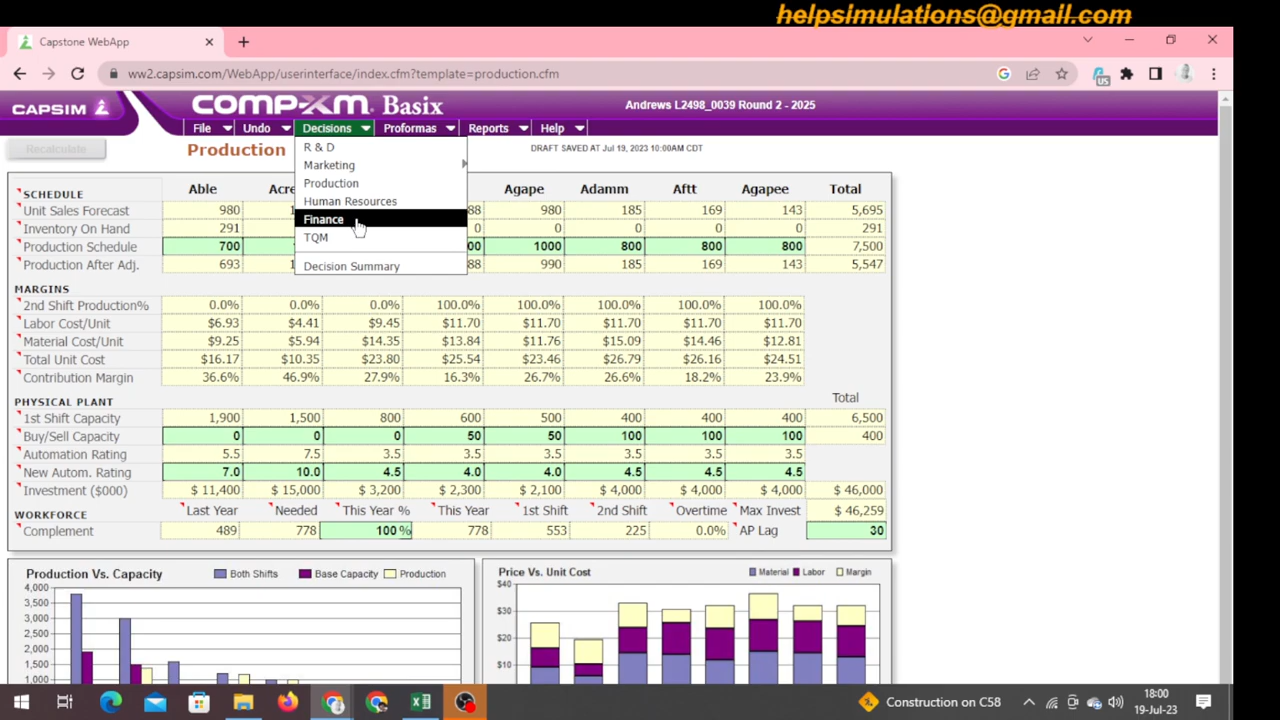 helpsimulations@gmail.com
Capstone WebApp
ww2.capsim.com/WebApp/userinterface/index.cfm?template=production.cfm
US
CAPSIM COMP-XM Basix Andrews L2498_0039 Round 2 - 2025
File Undo Decisions Proformas Reports Help
Recalculate Production DRAFT SAVED AT Jul 19, 2023 10:00AM CDT
R & D
Marketing
Production
Human Resources
Finance
TQM
Decision Summary
SCHEDULE Able Acre Agape Adamm Aftt Agapee Total
Unit Sales Forecast 980 1 88 980 185 169 143 5,695
Inventory On Hand 291 0 0 0 0 0 291
Production Schedule 700 00 1000 800 800 800 7,500
Production After Adj. 693 1 88 990 185 169 143 5,547
MARGINS
2nd Shift Production% 0.0% 0.0% 0.0% 100.0% 100.0% 100.0% 100.0% 100.0%
Labor Cost/Unit $6.93 $4.41 $9.45 $11.70 $11.70 $11.70 $11.70 $11.70
Material Cost/Unit $9.25 $5.94 $14.35 $13.84 $11.76 $15.09 $14.46 $12.81
Total Unit Cost $16.17 $10.35 $23.80 $25.54 $23.46 $26.79 $26.16 $24.51
Contribution Margin 36.6% 46.9% 27.9% 16.3% 26.7% 26.6% 18.2% 23.9%
PHYSICAL PLANT Total
1st Shift Capacity 1,900 1,500 800 600 500 400 400 400 6,500
Buy/Sell Capacity 0 0 0 50 50 100 100 100 400
Automation Rating 5.5 7.5 3.5 3.5 3.5 3.5 3.5 3.5
New Autom. Rating 7.0 10.0 4.5 4.0 4.0 4.5 4.5 4.5
Investment ($000) $ 11,400 $ 15,000 $ 3,200 $ 2,300 $ 2,100 $ 4,000 $ 4,000 $ 4,000 $ 46,000
WORKFORCE Last Year Needed This Year % This Year 1st Shift 2nd Shift Overtime Max Invest $ 46,259
Complement 489 778 100 % 778 553 225 0.0% AP Lag 30
Production Vs. Capacity Both Shifts Base Capacity Production
4,000
3,500
3,000
2,500
2,000
1,500
1,000
Price Vs. Unit Cost Material Labor Margin
$40
$30
$20
$10
Construction on C58 18:00
19-Jul-23